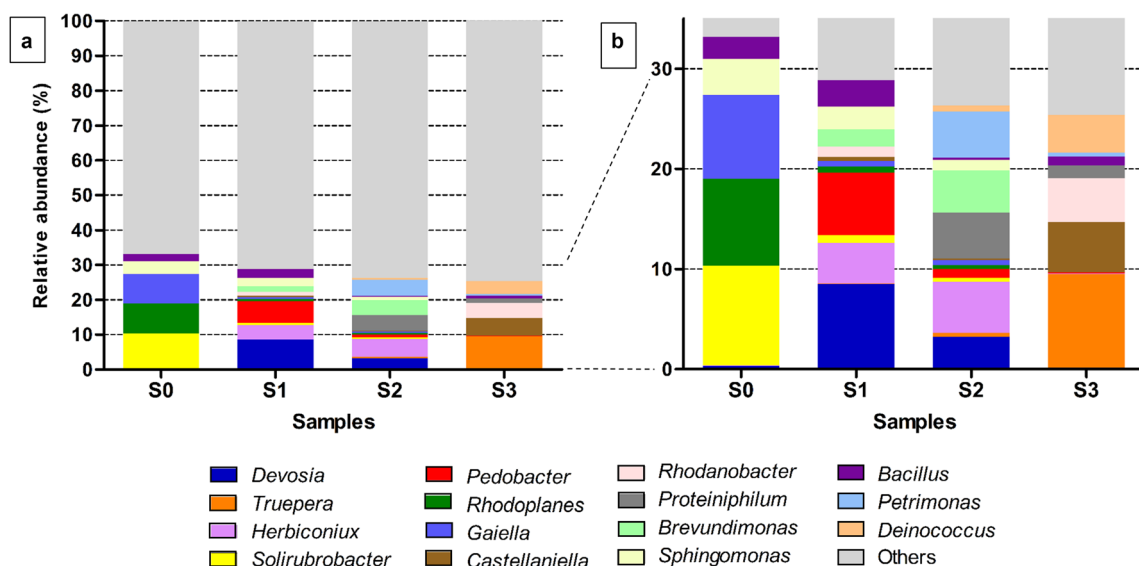 a
Relative abundance (%)
100
90
80
70
60
50
40
30
20
10
0
S0 S1 S2 S3
Samples
b
30
20
10
0
S0 S1 S2 S3
Samples
Devosia
Truepera
Herbiconiux
Solirubrobacter
Pedobacter
Rhodoplanes
Gaiella
Castellaniella
Rhodanobacter
Proteiniphilum
Brevundimonas
Sphingomonas
Bacillus
Petrimonas
Deinococcus
Others